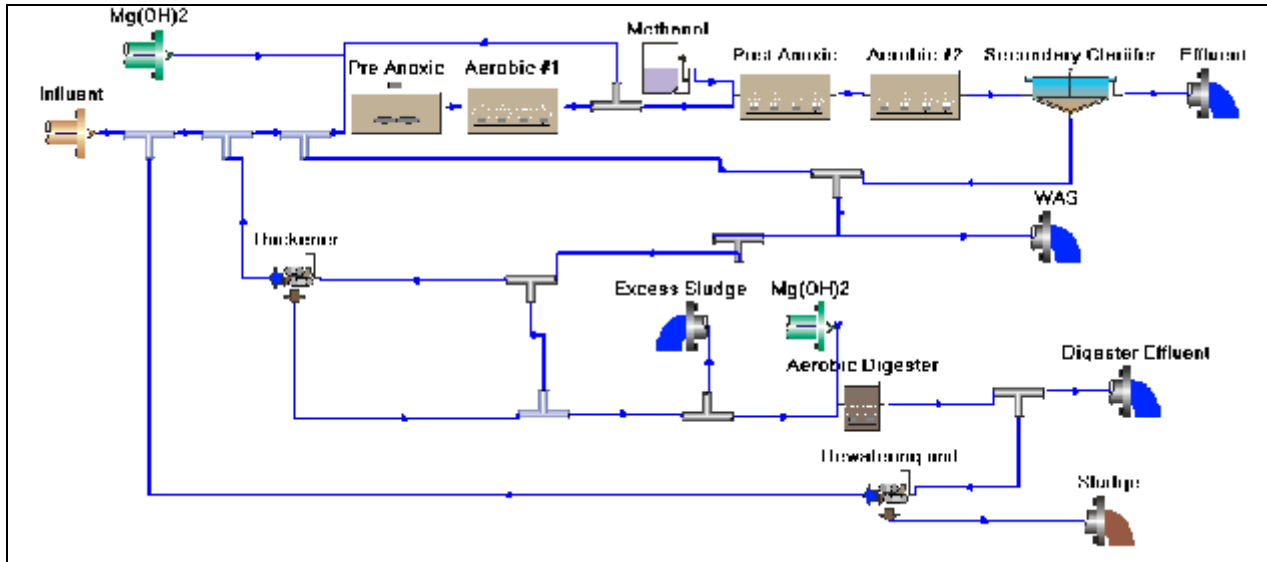 Mg(OH)2
Methanol
Pre Anoxic
Aerobic #1
Post Anoxic
Aerobic #2
Secondary Clarifier
Effluent
Influent
WAS
Thickener
Excess Sludge
Mg(OH)2
Aerobic Digester
Digester Effluent
Dewatering unit
Sludge